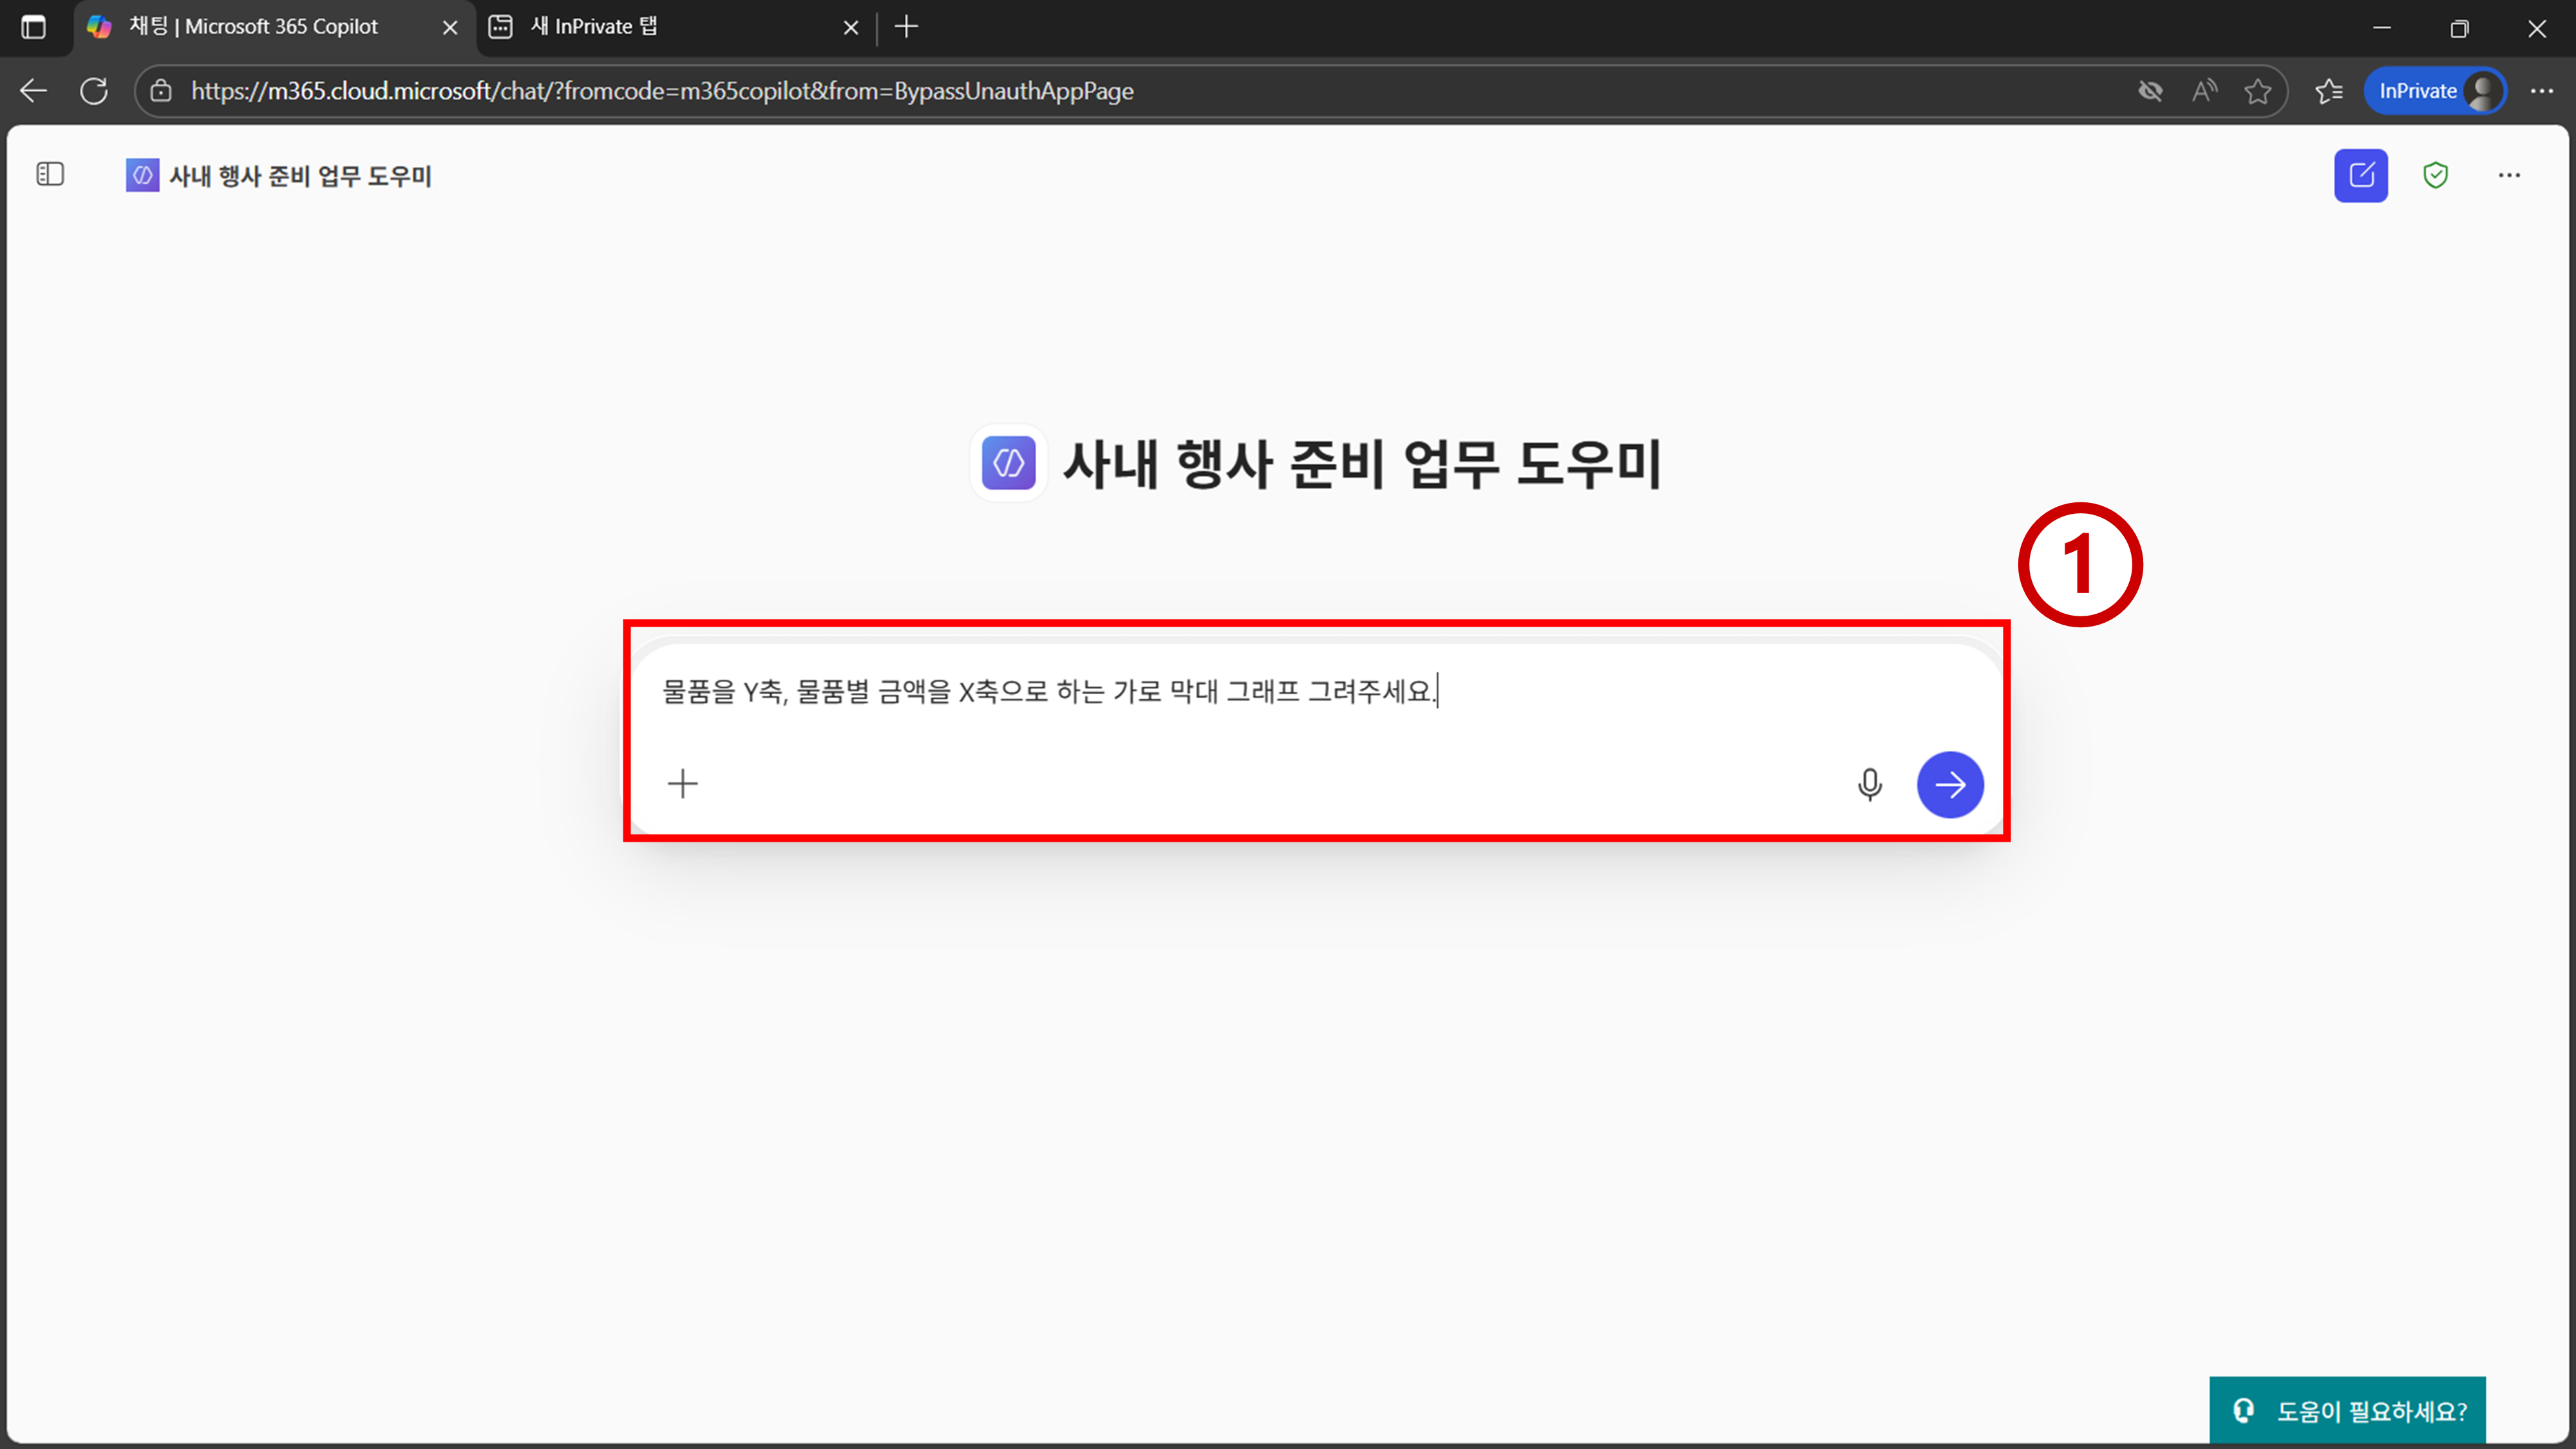 채팅 | Microsoft 365 Copilot
새 InPrivate 탭
https://m365.cloud.microsoft/chat/?fromcode=m365copilot&from=BypassUnauthAppPage
InPrivate
사내 행사 준비 업무 도우미
사내 행사 준비 업무 도우미
1
물품을 Y축, 물품별 금액을 X축으로 하는 가로 막대 그래프 그려주세요.
도움이 필요하세요?